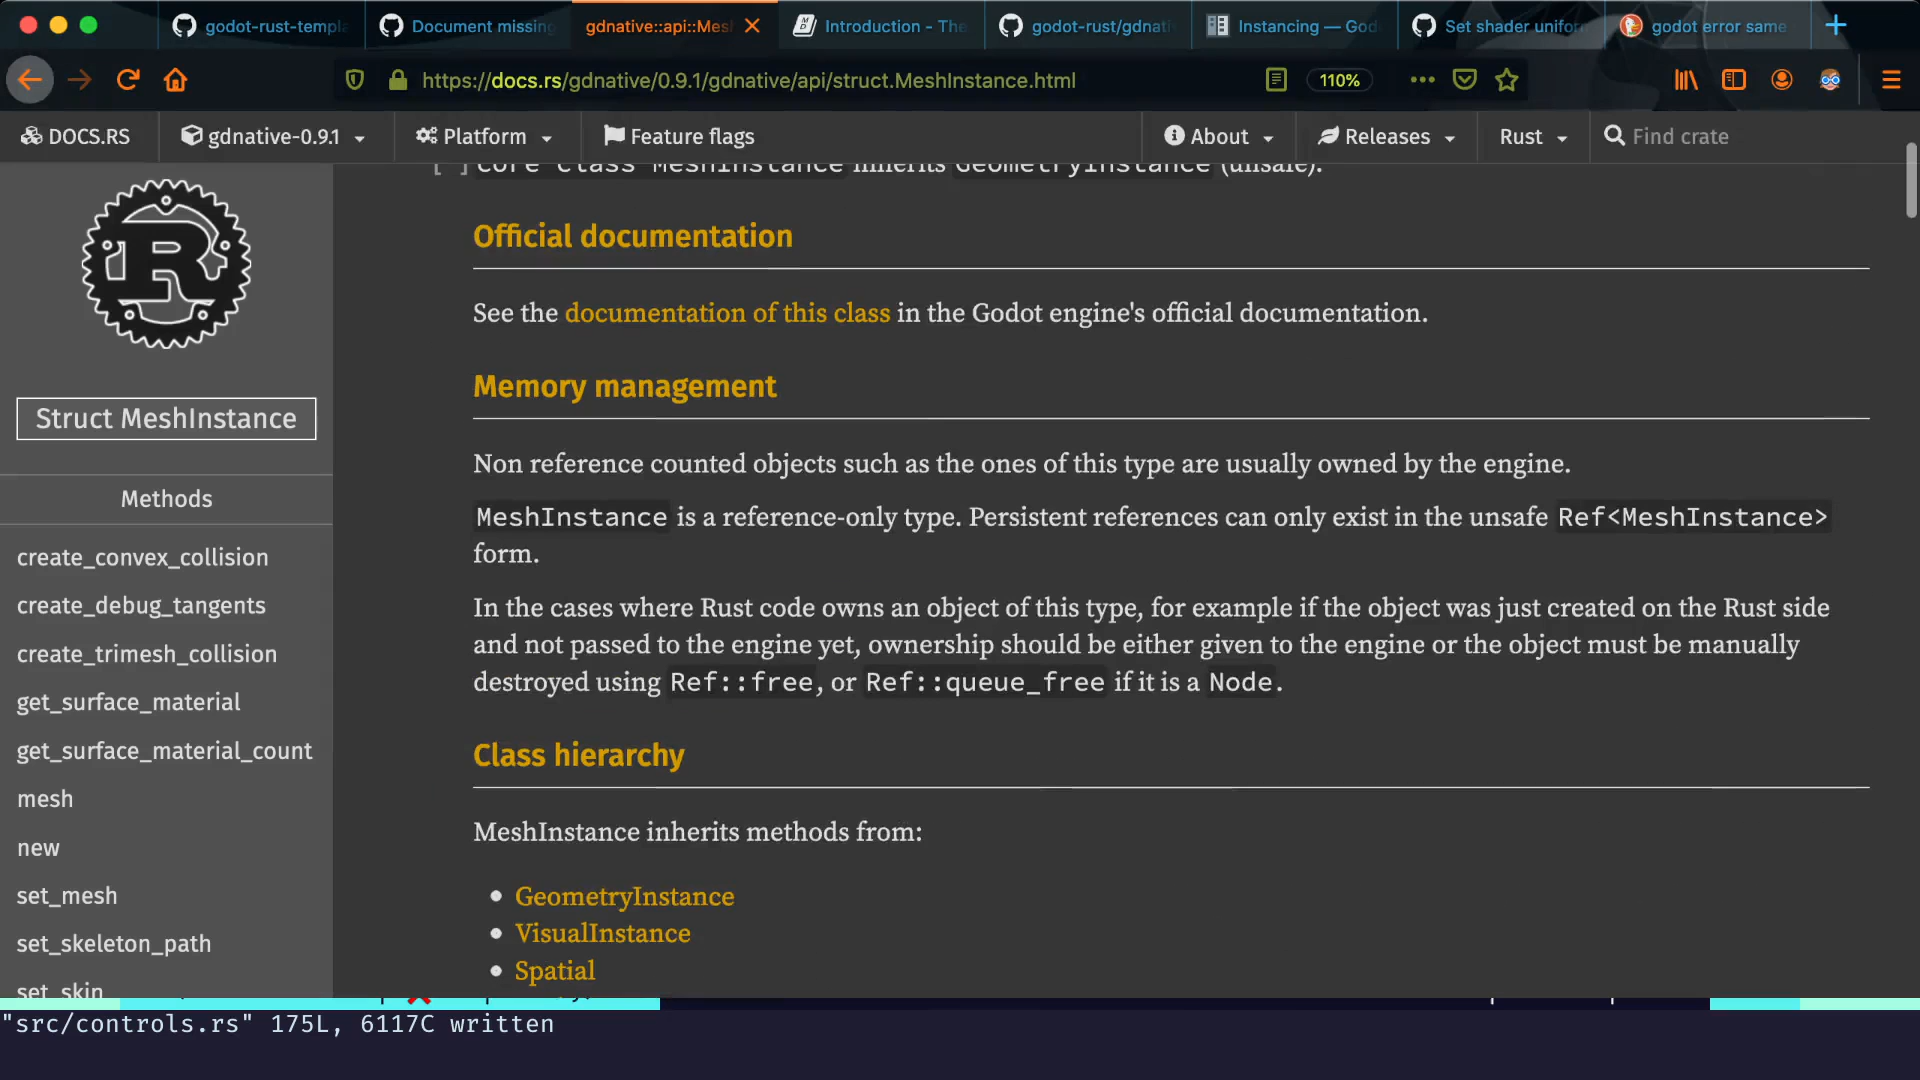 godot-rust-templa
Document missing
gdnative::api::Mes
Introduction - The
godot-rust/gdnati
Instancing — God
Set shader unifor
godot error same
https://docs.rs/gdnative/0.9.1/gdnative/api/struct.MeshInstance.html
110%
DOCS.RS
gdnative-0.9.1
Platform
Feature flags
About
Releases
Rust
Find crate
[ ] core class MeshInstance inherits GeometryInstance (unsafe).
Official documentation
See the documentation of this class in the Godot engine's official documentation.
Memory management
Non reference counted objects such as the ones of this type are usually owned by the engine.
MeshInstance is a reference-only type. Persistent references can only exist in the unsafe Ref<MeshInstance>
form.
In the cases where Rust code owns an object of this type, for example if the object was just created on the Rust side
and not passed to the engine yet, ownership should be either given to the engine or the object must be manually
destroyed using Ref::free, or Ref::queue_free if it is a Node.
Class hierarchy
MeshInstance inherits methods from:
GeometryInstance
VisualInstance
Spatial
Struct MeshInstance
Methods
create_convex_collision
create_debug_tangents
create_trimesh_collision
get_surface_material
get_surface_material_count
mesh
new
set_mesh
set_skeleton_path
set_skin
"src/controls.rs" 175L, 6117C written